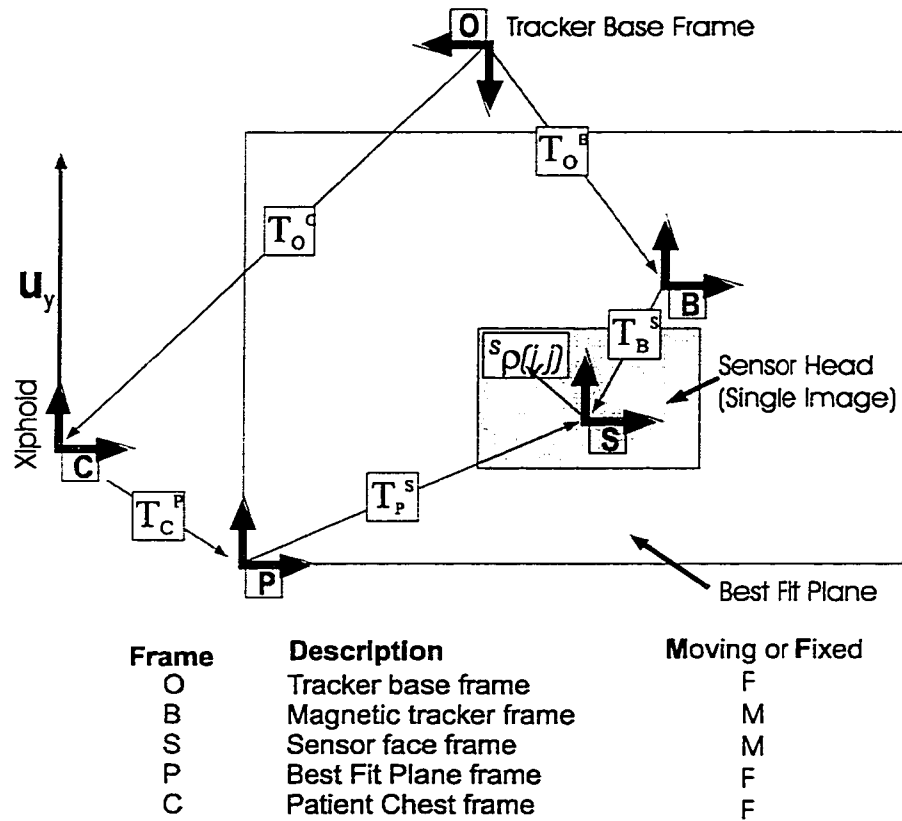 O Tracker Base Frame
T_O^B
T_O^C
u_y
B
T_B^S
^Sρ(i,j)
Sensor Head
(Single Image)
Xiphoid
C
S
T_P^S
T_C^P
P
Best Fit Plane
Frame Description Moving or Fixed
O Tracker base frame F
B Magnetic tracker frame M
S Sensor face frame M
P Best Fit Plane frame F
C Patient Chest frame F